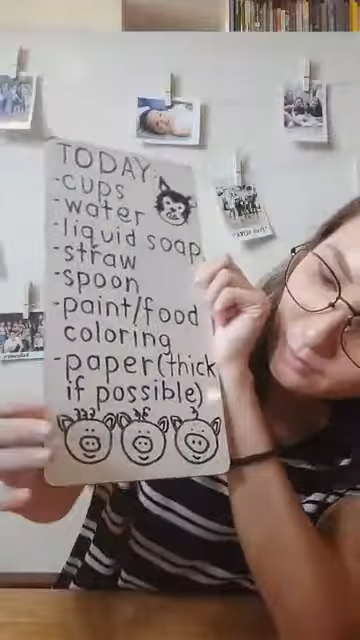 TODAY:
-cups
-water
-liquid soap
-straw
-spoon
-paint/food
coloring
-paper(thick
if possible)